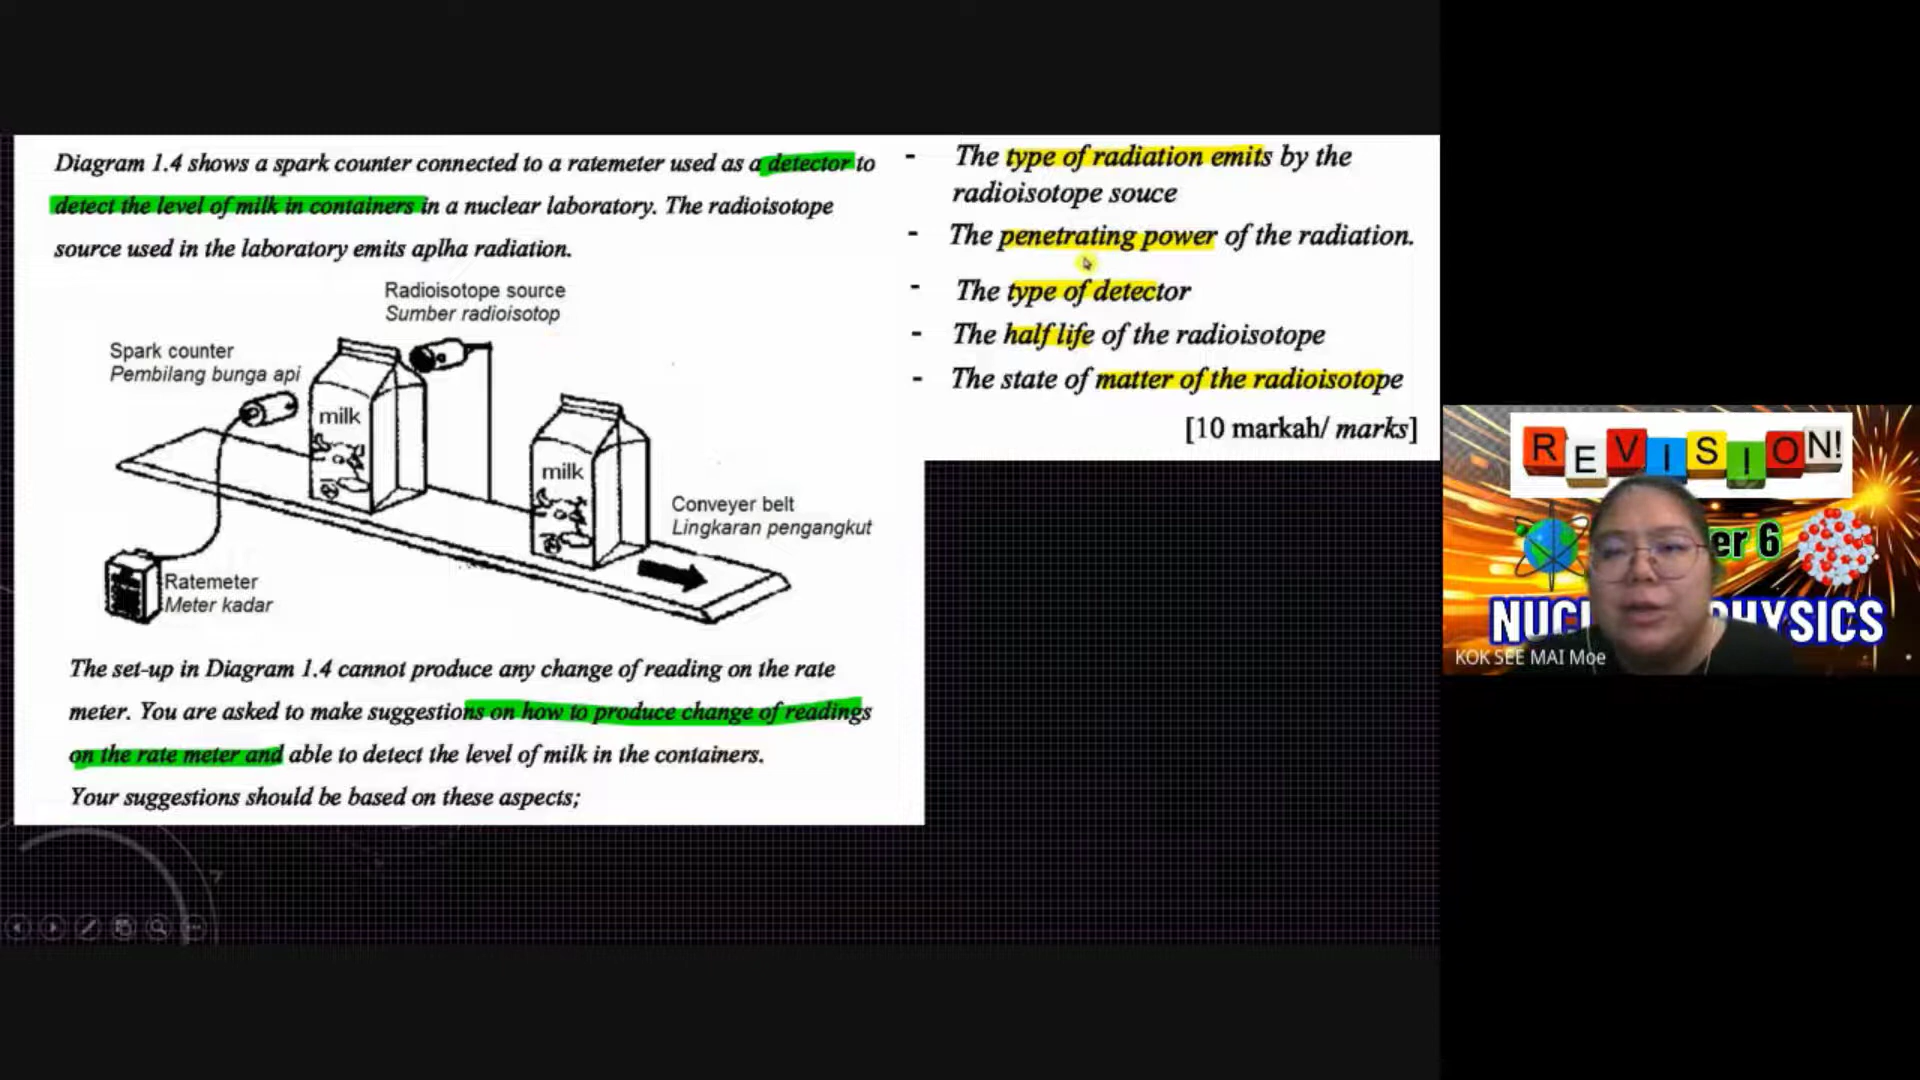 Diagram 1.4 shows a spark counter connected to a ratemeter used as a detector to
detect the level of milk in containers in a nuclear laboratory. The radioisotope
source used in the laboratory emits aplha radiation.
Radioisotope source
Sumber radioisotop
Spark counter
Pembilang bunga api
milk
milk
Conveyer belt
Lingkaran pengangkut
Ratemeter
Meter kadar
The set-up in Diagram 1.4 cannot produce any change of reading on the rate
meter. You are asked to make suggestions on how to produce change of readings
on the rate meter and able to detect the level of milk in the containers.
Your suggestions should be based on these aspects;
- The type of radiation emits by the
radioisotope souce
- The penetrating power of the radiation.
- The type of detector
- The half life of the radioisotope
- The state of matter of the radioisotope
[10 markah/ marks]
REVISION!
er 6
NUC PHYSICS
KOK SEE MAI Moe